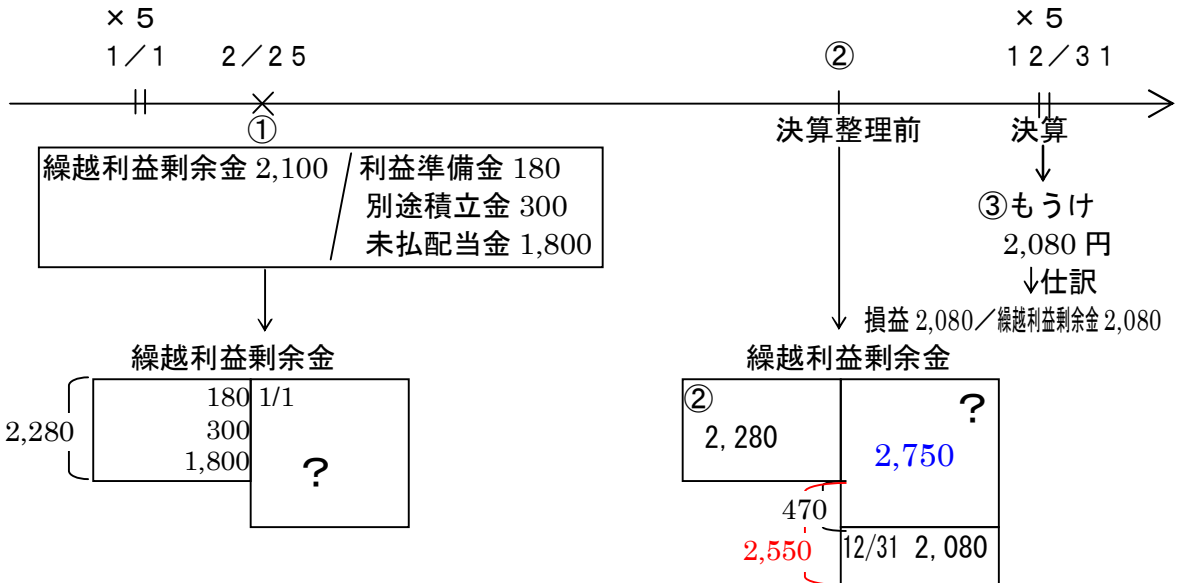 ×５ ×５
１／１ ２／２５ ② １２／３１
① 決算整理前 決算
繰越利益剰余金 2,100 ／ 利益準備金 180
別途積立金 300
未払配当金 1,800
③もうけ
2,080 円
↓仕訳
損益 2,080／繰越利益剰余金 2,080
繰越利益剰余金
2,280
180 1/1
300
1,800
？
繰越利益剰余金
②
2,280
？
2,750
470
2,550
12/31 2,080